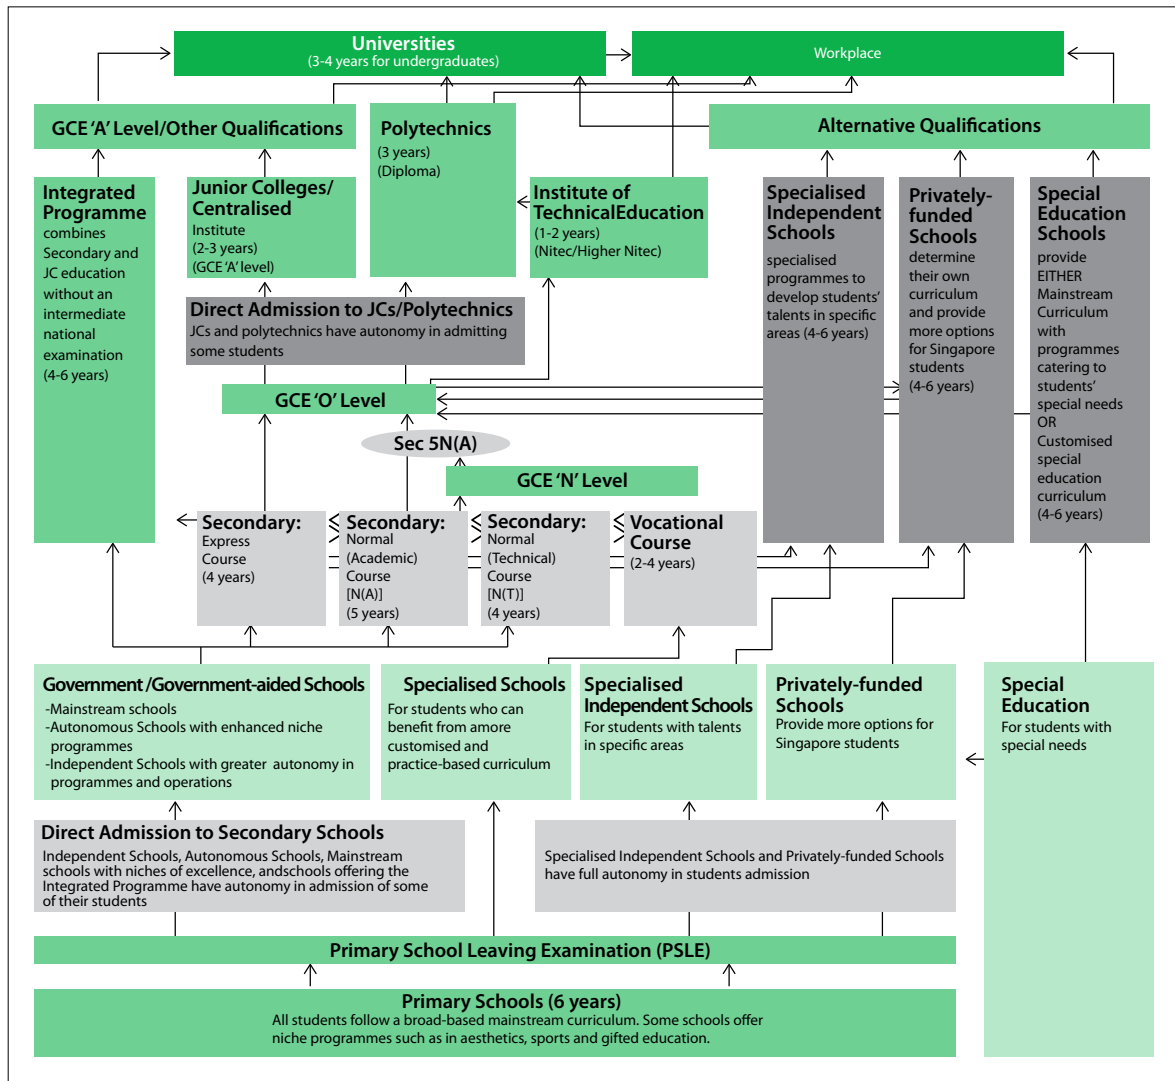 Universities
(3-4 years for undergraduates)
Workplace
GCE ‘A’ Level/Other Qualifications
Polytechnics
(3 years)
(Diploma)
Alternative Qualifications
Integrated
Programme
combines
Secondary and
JC education
without an
intermediate
national
examination
(4-6 years)
Junior Colleges/
Centralised
Institute
(2-3 years)
(GCE ‘A’ level)
Institute of
TechnicalEducation
(1-2 years)
(Nitec/Higher Nitec)
Specialised
Independent
Schools
specialised
programmes to
develop students’
talents in specific
areas (4-6 years)
Privately-
funded
Schools
determine
their own
curriculum
and provide
more options
for Singapore
students
(4-6 years)
Special
Education
Schools
provide
EITHER
Mainstream
Curriculum
with
programmes
catering to
students’
special needs
OR
Customised
special
education
curriculum
(4-6 years)
Direct Admission to JCs/Polytechnics
JCs and polytechnics have autonomy in admitting
some students
GCE ‘O’ Level
Sec 5N(A)
GCE ‘N’ Level
Secondary:
Express
Course
(4 years)
Secondary:
Normal
(Academic)
Course
[N(A)]
(5 years)
Secondary:
Normal
(Technical)
Course
[N(T)]
(4 years)
Vocational
Course
(2-4 years)
Government /Government-aided Schools
-Mainstream schools
-Autonomous Schools with enhanced niche
programmes
-Independent Schools with greater autonomy in
programmes and operations
Specialised Schools
For students who can
benefit from amore
customised and
practice-based curriculum
Specialised
Independent Schools
For students with talents
in specific areas
Privately-funded
Schools
Provide more options for
Singapore students
Special
Education
For students with
special needs
Direct Admission to Secondary Schools
Independent Schools, Autonomous Schools, Mainstream
schools with niches of excellence, andschools offering the
Integrated Programme have autonomy in admission of some
of their students
Specialised Independent Schools and Privately-funded Schools
have full autonomy in students admission
Primary School Leaving Examination (PSLE)
Primary Schools (6 years)
All students follow a broad-based mainstream curriculum. Some schools offer
niche programmes such as in aesthetics, sports and gifted education.